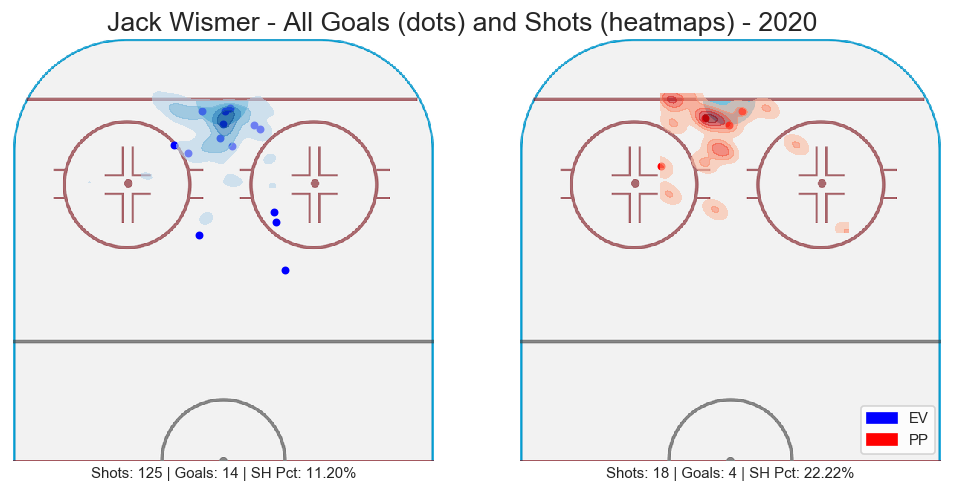 Jack Wismer - All Goals (dots) and Shots (heatmaps) - 2020
EV
PP
Shots: 125 | Goals: 14 | SH Pct: 11.20%
Shots: 18 | Goals: 4 | SH Pct: 22.22%